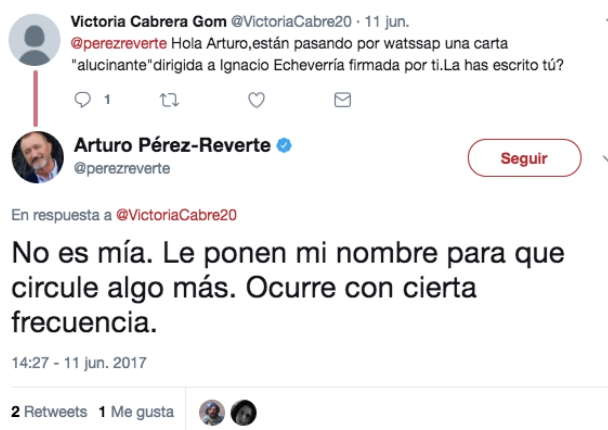 Victoria Cabrera Gom @VictoriaCabre20 · 11 jun.
@perezreverte Hola Arturo,están pasando por watssap una carta
"alucinante"dirigida a Ignacio Echeverría firmada por ti.La has escrito tú?
1
Arturo Pérez-Reverte
@perezreverte
Seguir
En respuesta a @VictoriaCabre20
No es mía. Le ponen mi nombre para que
circule algo más. Ocurre con cierta
frecuencia.
14:27 - 11 jun. 2017
2 Retweets 1 Me gusta